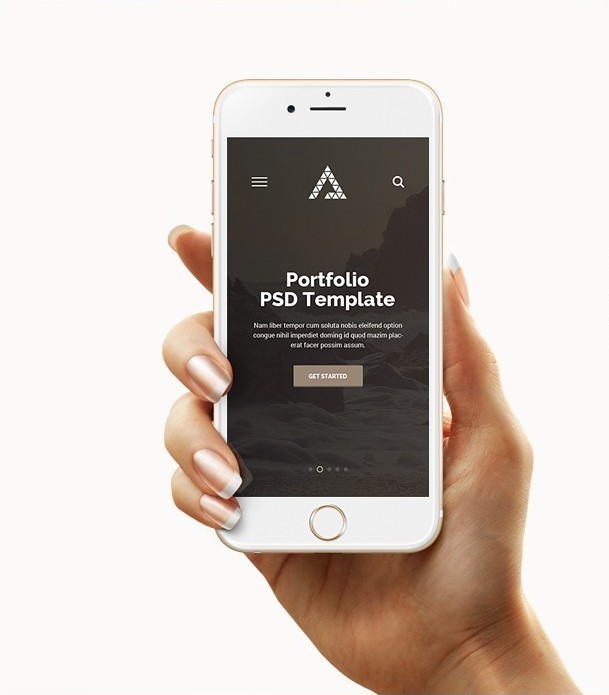 Portfolio
PSD Template
Nam liber tempor cum soluta nobis eleifend option
congue nihil imperdiet doming id quod mazim plac-
erat facer possim assum.
GET STARTED